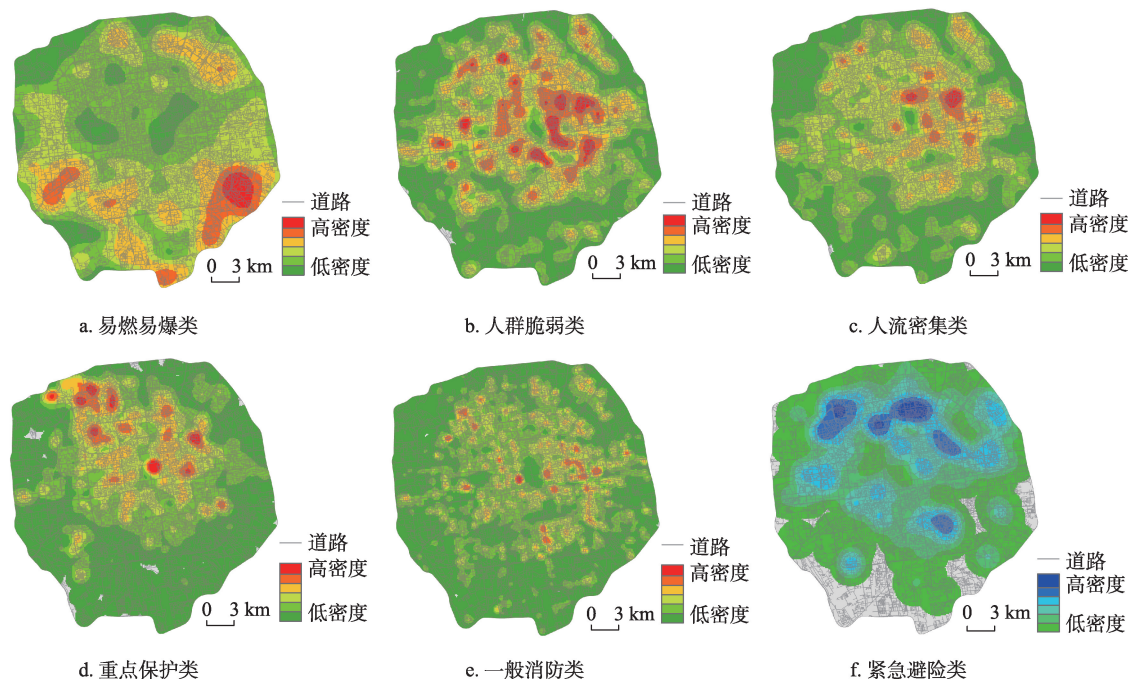 道路
高密度
低密度
0 3 km
a. 易燃易爆类
道路
高密度
低密度
0 3 km
b. 人群脆弱类
道路
高密度
低密度
0 3 km
c. 人流密集类
道路
高密度
低密度
0 3 km
d. 重点保护类
道路
高密度
低密度
0 3 km
e. 一般消防类
道路
高密度
低密度
0 3 km
f. 紧急避险类